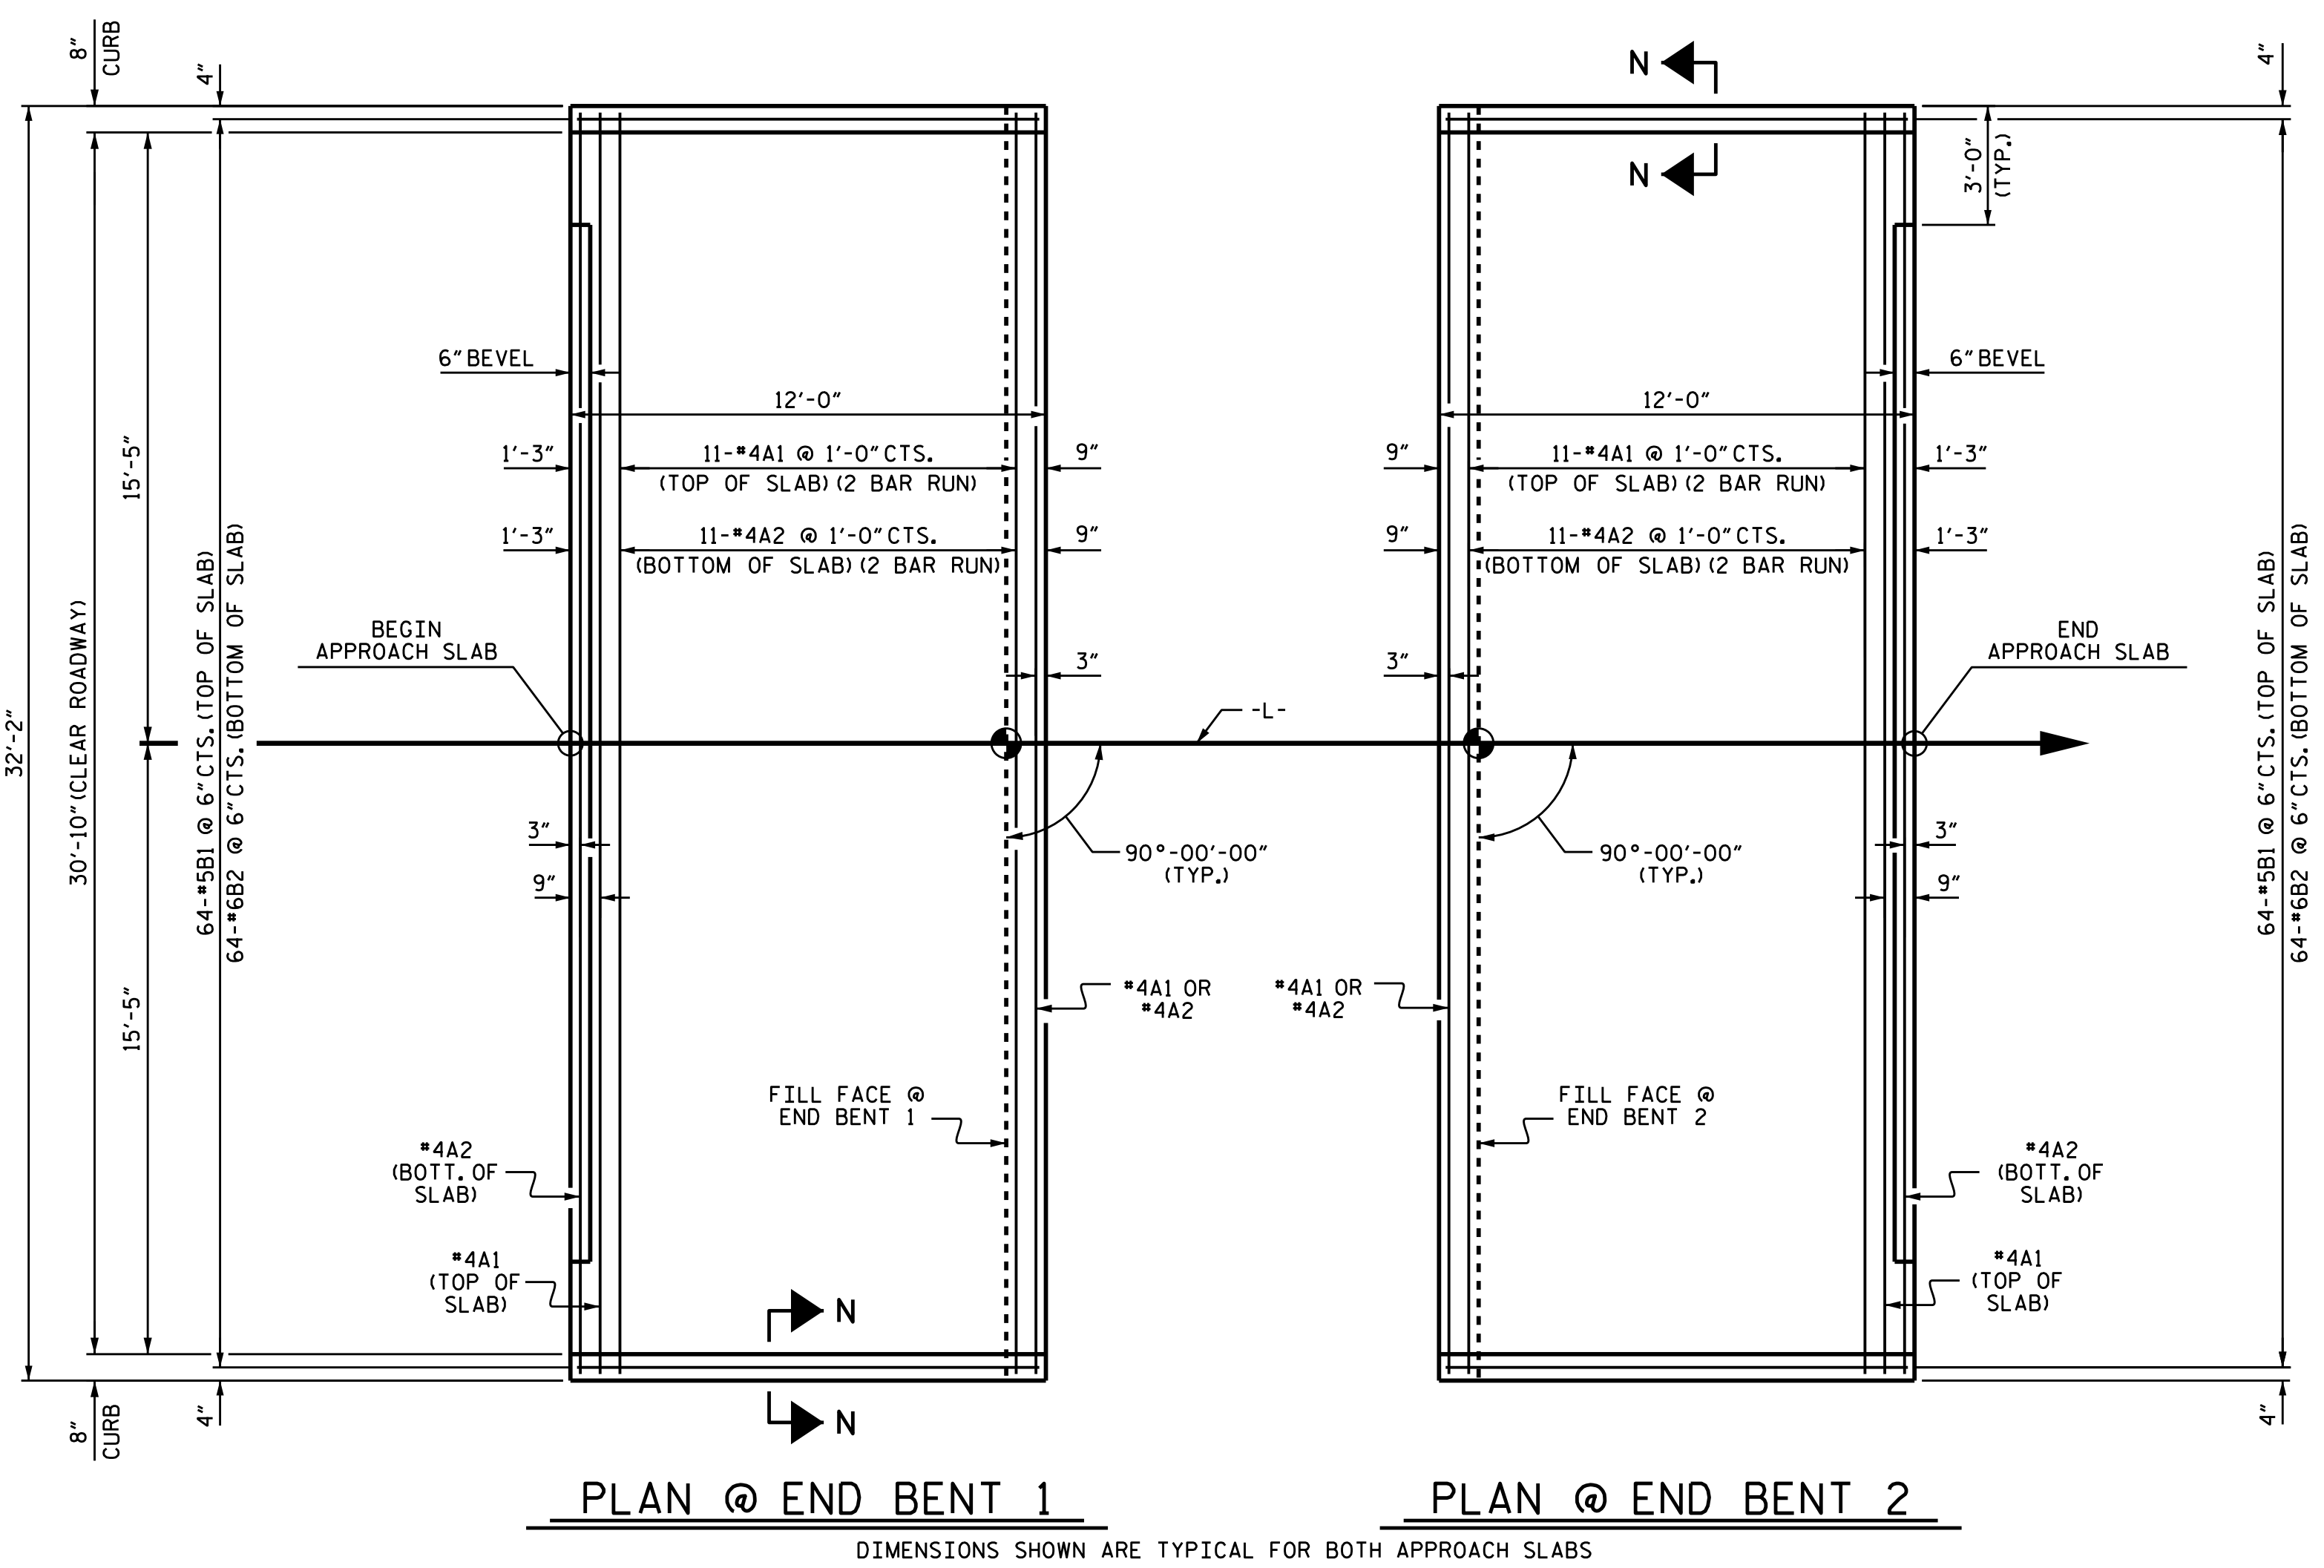 8" CURB
4"
N
N
4"
3'-0"
(TYP.)
6" BEVEL
12'-0"
1'-3"
11-#4A1 @ 1'-0" CTS.
(TOP OF SLAB) (2 BAR RUN)
9"
1'-3"
11-#4A2 @ 1'-0" CTS.
(BOTTOM OF SLAB) (2 BAR RUN)
9"
6" BEVEL
12'-0"
9"
11-#4A1 @ 1'-0" CTS.
(TOP OF SLAB) (2 BAR RUN)
1'-3"
9"
11-#4A2 @ 1'-0" CTS.
(BOTTOM OF SLAB) (2 BAR RUN)
1'-3"
32'-2"
30'-10" (CLEAR ROADWAY)
15'-5"
15'-5"
64-#5B1 @ 6" CTS. (TOP OF SLAB)
64-#6B2 @ 6" CTS. (BOTTOM OF SLAB)
BEGIN
APPROACH SLAB
3"
3"
-L-
END
APPROACH SLAB
64-#5B1 @ 6" CTS. (TOP OF SLAB)
64-#6B2 @ 6" CTS. (BOTTOM OF SLAB)
3"
9"
90°-00'-00"
(TYP.)
90°-00'-00"
(TYP.)
3"
9"
#4A1 OR
#4A2
#4A1 OR
#4A2
FILL FACE @
END BENT 1
FILL FACE @
END BENT 2
#4A2
(BOTT. OF
SLAB)
#4A1
(TOP OF
SLAB)
#4A2
(BOTT. OF
SLAB)
#4A1
(TOP OF
SLAB)
N
N
8" CURB
4"
4"
PLAN @ END BENT 1
PLAN @ END BENT 2
DIMENSIONS SHOWN ARE TYPICAL FOR BOTH APPROACH SLABS